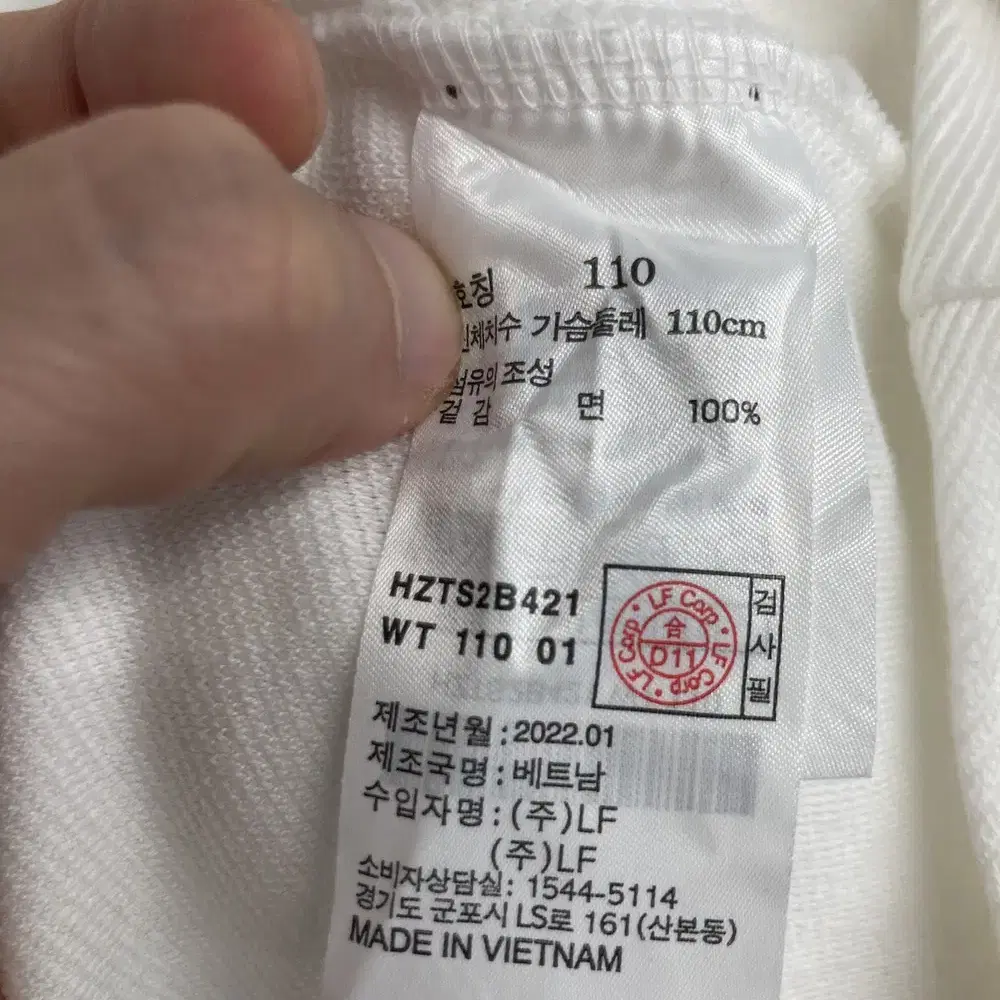 호칭 110
신체치수 가슴둘레 110cm
섬유의 조성
겉 감 면 100%
HZTS2B421
WT 110 01
LF Corp · LF Corp · LF Corp ·
合
D11
검사필
제조년월 : 2022.01
제조국명 : 베트남
수입자명 : (주)LF
(주)LF
소비자상담실: 1544-5114
경기도 군포시 LS로 161(산본동)
MADE IN VIETNAM